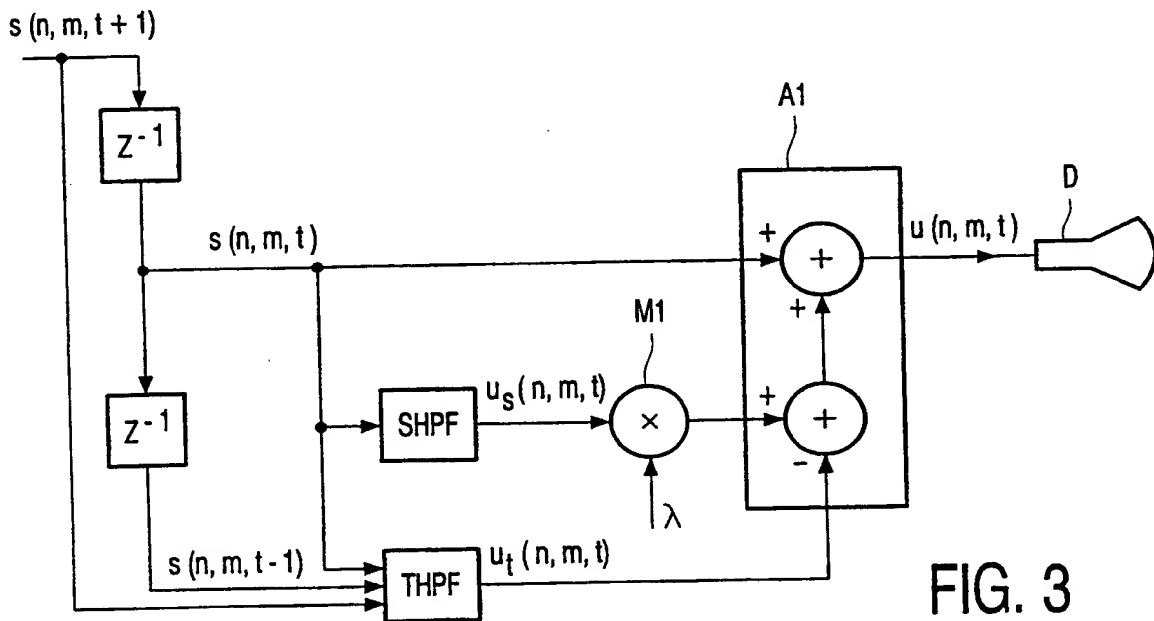 s (n, m, t + 1)
A1
Z⁻¹
D
s (n, m, t)
+
+
u (n, m, t)
+
M1
Z⁻¹
SHPF
uₛ (n, m, t)
×
+
+
-
λ
s (n, m, t - 1)
THPF
uₜ (n, m, t)
FIG. 3